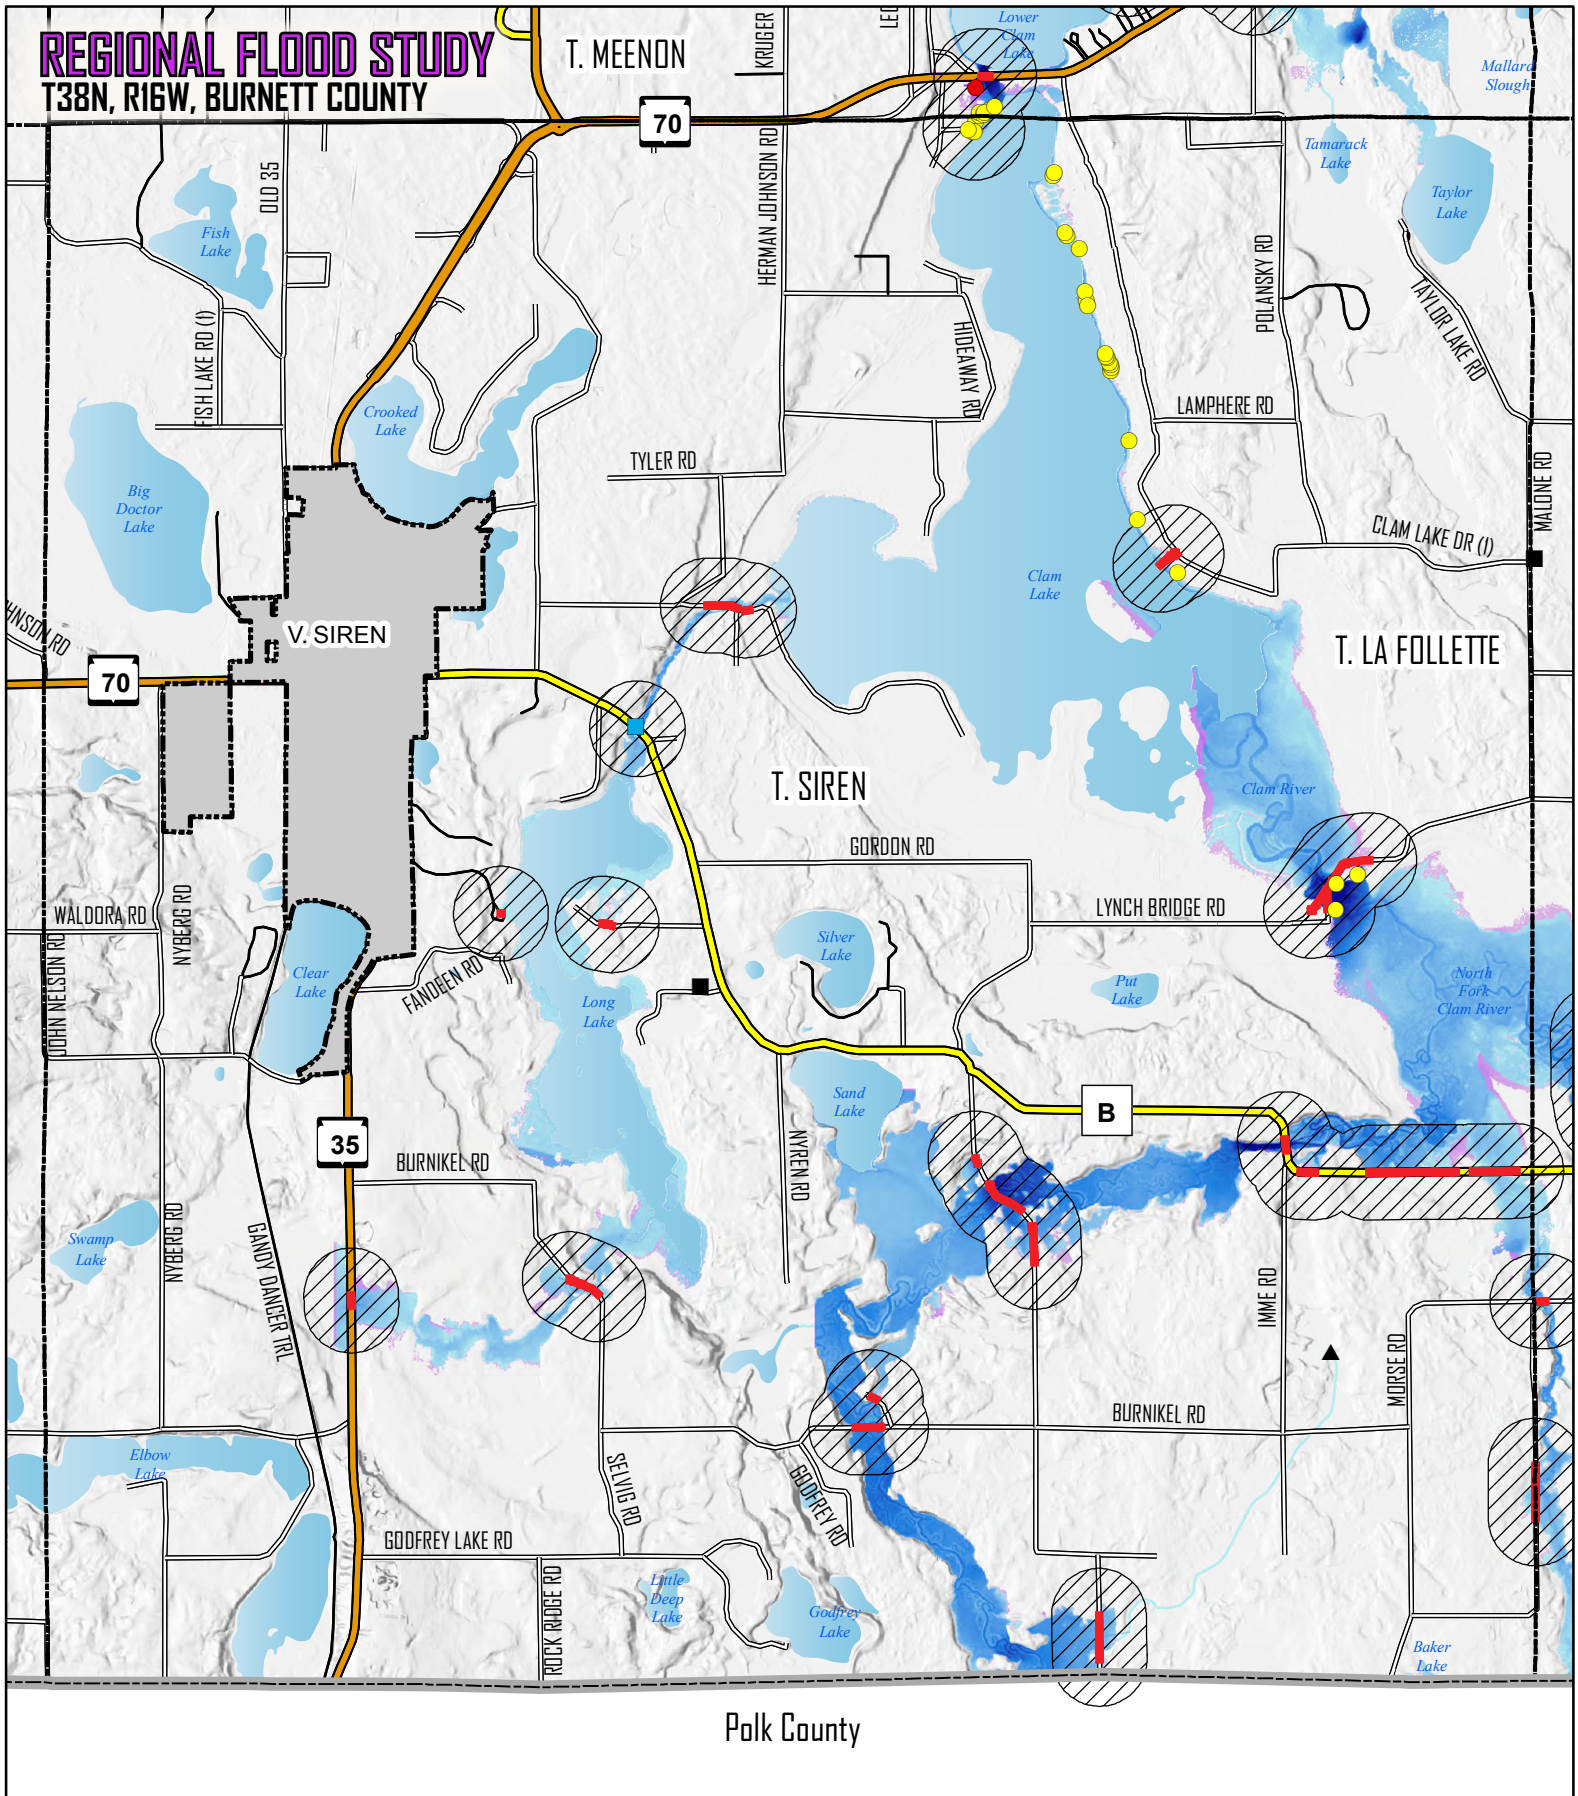 REGIONAL FLOOD STUDY
T38N, R16W, BURNETT COUNTY
T. MEENON
KRUGER
Lower
Clam
Lake
Mallard
Slough
70
Tamarack
Lake
Taylor
Lake
OLD 35
HERMAN JOHNSON RD
Fish
Lake
POLANSKY RD
TAYLOR LAKE RD
FISH LAKE RD (1)
HIDEAWAY RD
Crooked
Lake
LAMPHERE RD
TYLER RD
Big
Doctor
Lake
MALONE RD
CLAM LAKE DR (1)
Clam
Lake
HNSON RD
V. SIREN
T. LA FOLLETTE
70
T. SIREN
Clam River
GORDON RD
WALDORA RD
NYBERG RD
LYNCH BRIDGE RD
JOHN NELSON RD
Silver
Lake
Clear
Lake
FANDEEN RD
Long
Lake
Put
Lake
North
Fork
Clam River
Sand
Lake
B
35
BURNIKEL RD
NYREN RD
Swamp
Lake
NYBERG RD
GANDY DANCER TRL
IMME RD
MORSE RD
BURNIKEL RD
Elbow
Lake
SELVIG RD
GODFREY RD
GODFREY LAKE RD
ROCK RIDGE RD
Little
Deep
Lake
Godfrey
Lake
Baker
Lake
Polk County